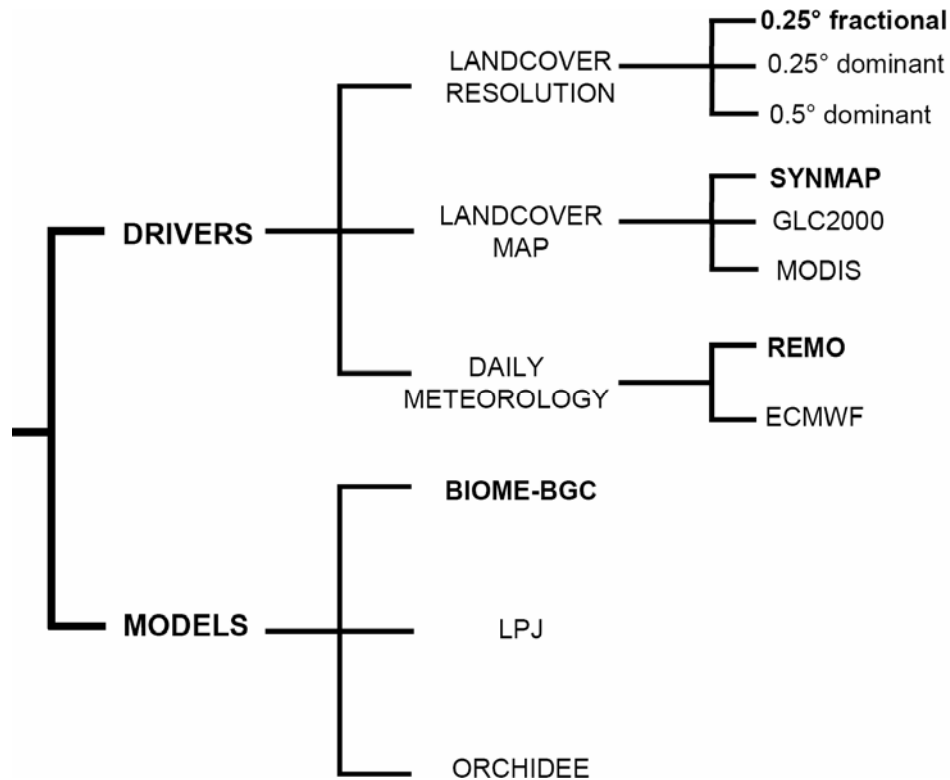 0.25° fractional
LANDCOVER
RESOLUTION
0.25° dominant
0.5° dominant
SYNMAP
DRIVERS
LANDCOVER
MAP
GLC2000
MODIS
REMO
DAILY
METEOROLOGY
ECMWF
BIOME-BGC
MODELS
LPJ
ORCHIDEE